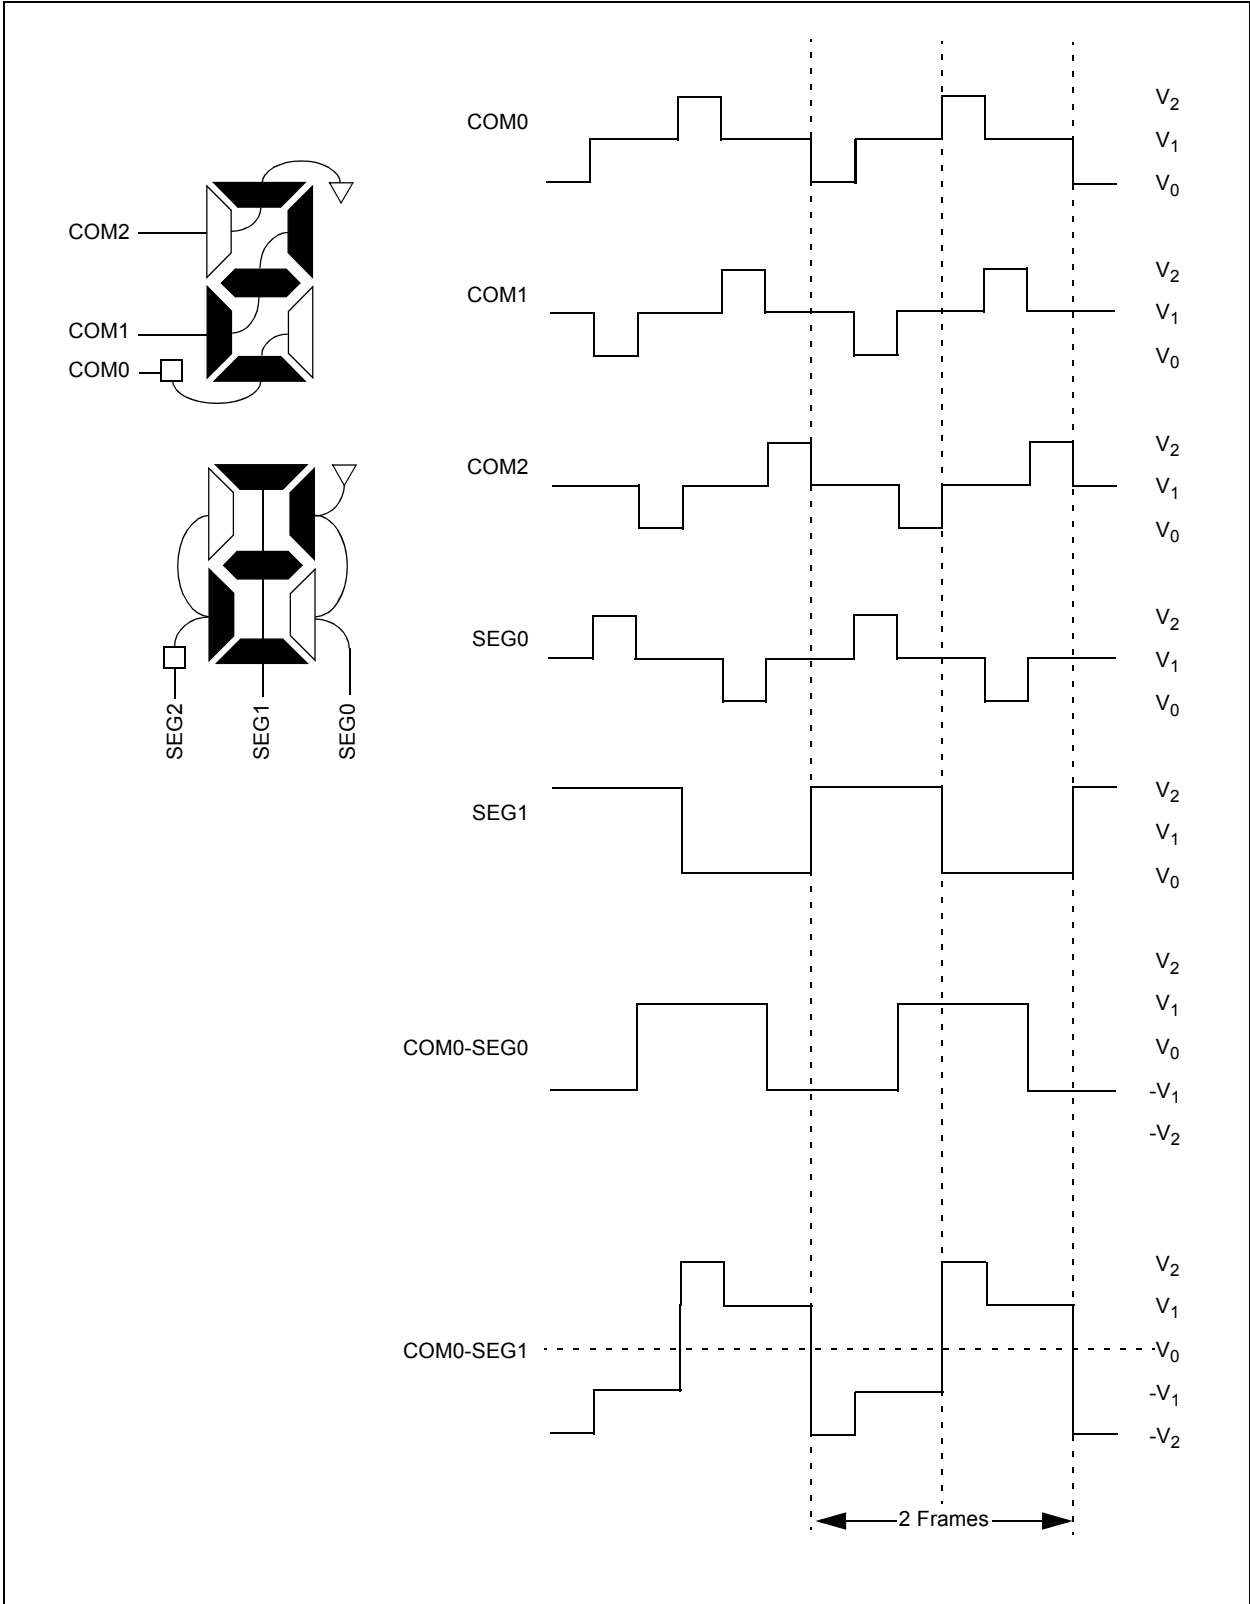 COM2
COM1
COM0
SEG2
SEG1
SEG0
COM0
V2
V1
V0
COM1
V2
V1
V0
COM2
V2
V1
V0
SEG0
V2
V1
V0
SEG1
V2
V1
V0
COM0-SEG0
V2
V1
V0
-V1
-V2
COM0-SEG1
V2
V1
V0
-V1
-V2
2 Frames